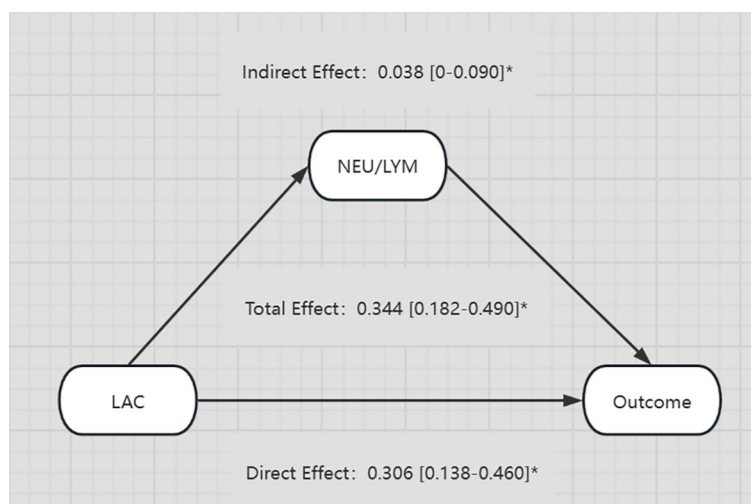 Indirect Effect：0.038 [0-0.090]*
NEU/LYM
Total Effect：0.344 [0.182-0.490]*
LAC
Outcome
Direct Effect：0.306 [0.138-0.460]*